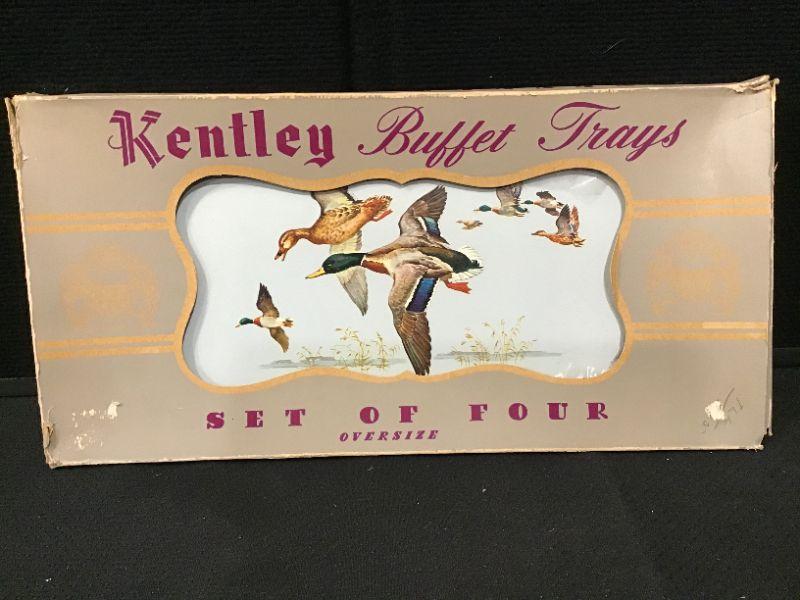 Kentley Buffet Trays
SET OF FOUR
OVERSIZE